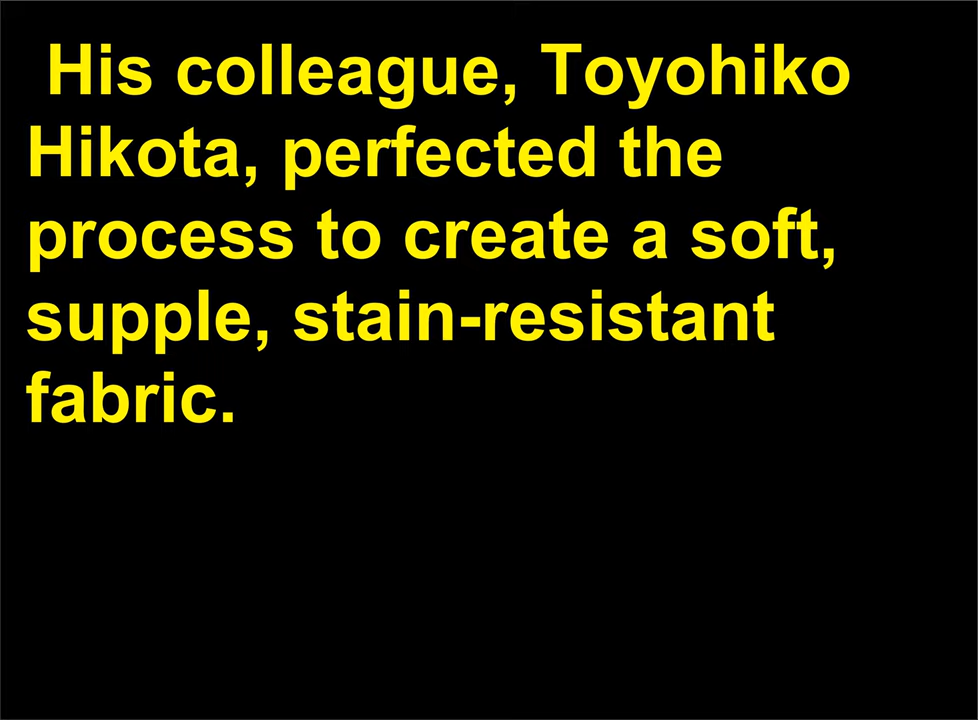 His colleague, Toyohiko
Hikota, perfected the
process to create a soft,
supple, stain-resistant
fabric.